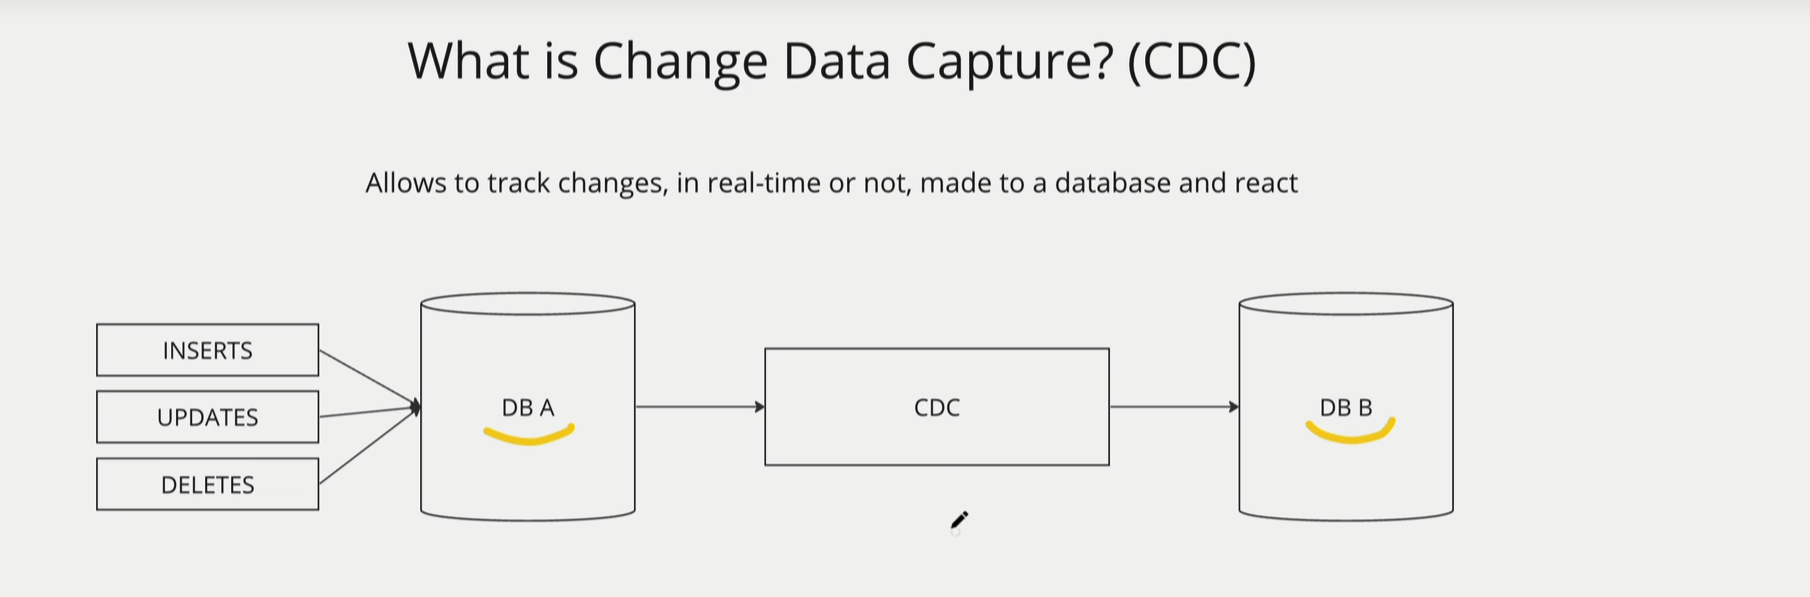 What is Change Data Capture? (CDC)
Allows to track changes, in real-time or not, made to a database and react
INSERTS
UPDATES
DELETES
DB A
CDC
DB B